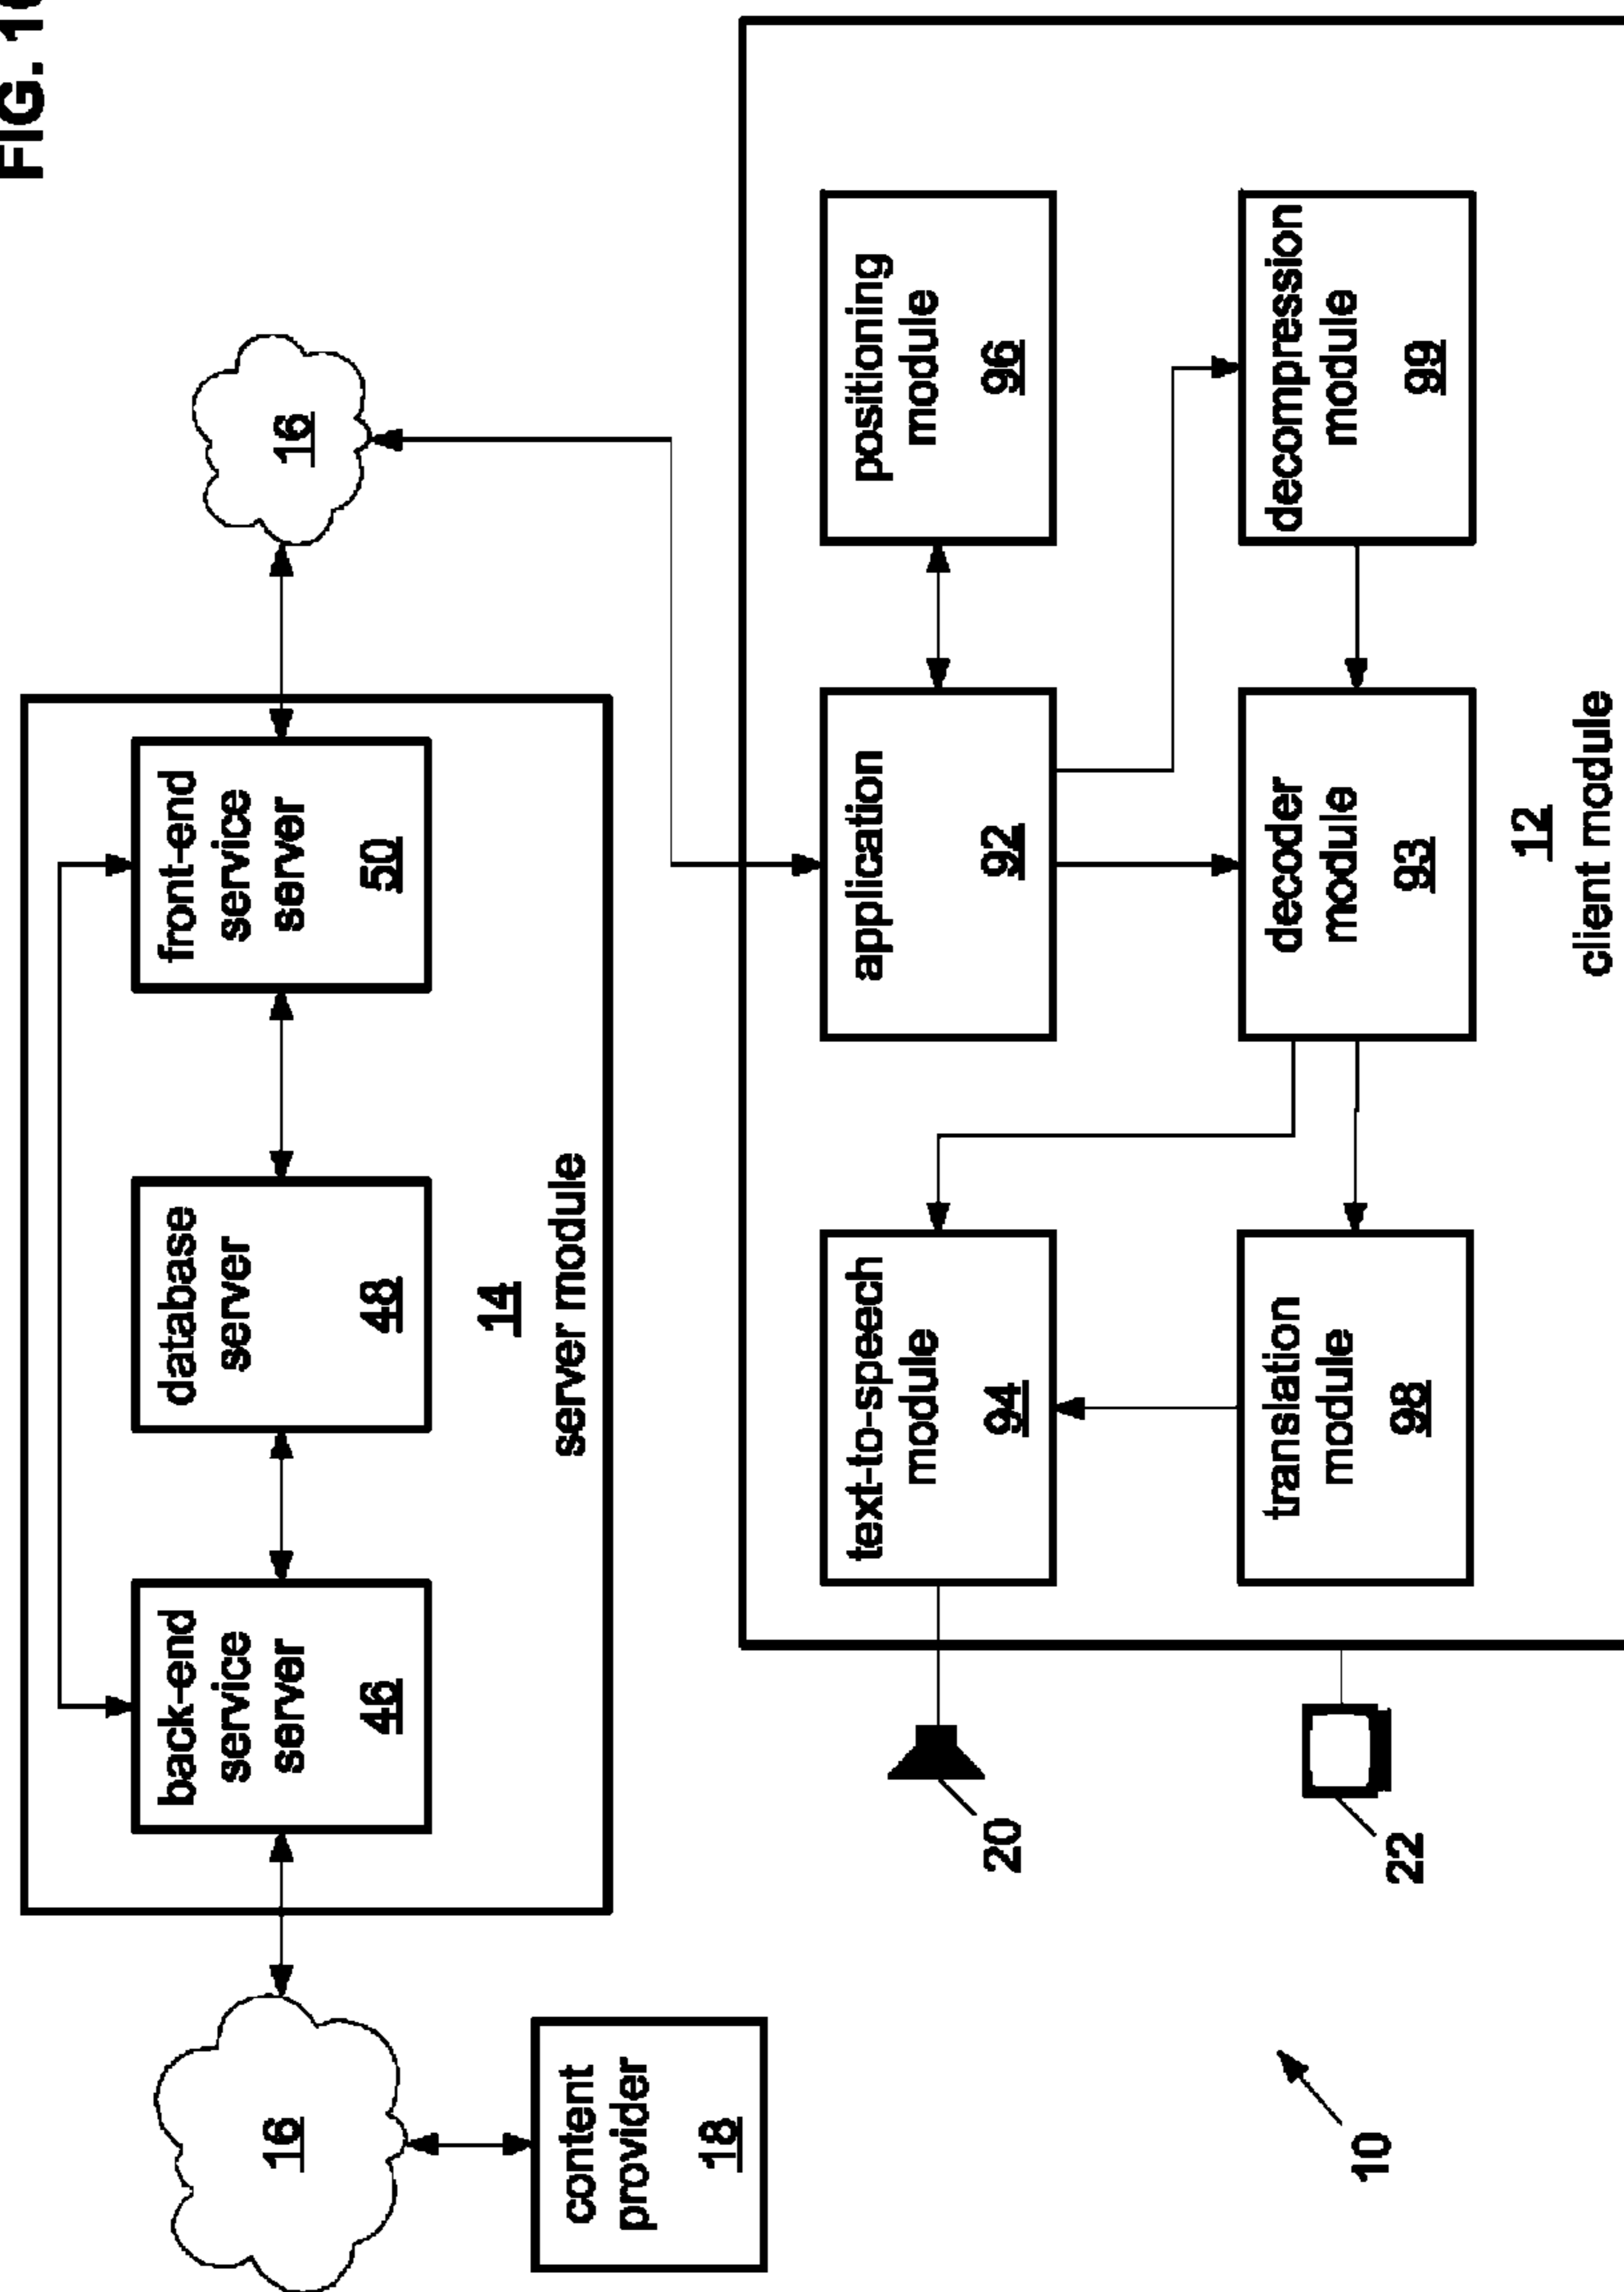 FIG. 1
16
content
provider
18
back-end
service
server
46
database
server
48
front-end
service
server
50
14
server module
16
20
22
text-to-speech
module
94
application
92
positioning
module
96
translation
module
98
decoder
module
93
decompression
module
99
12
client module
10